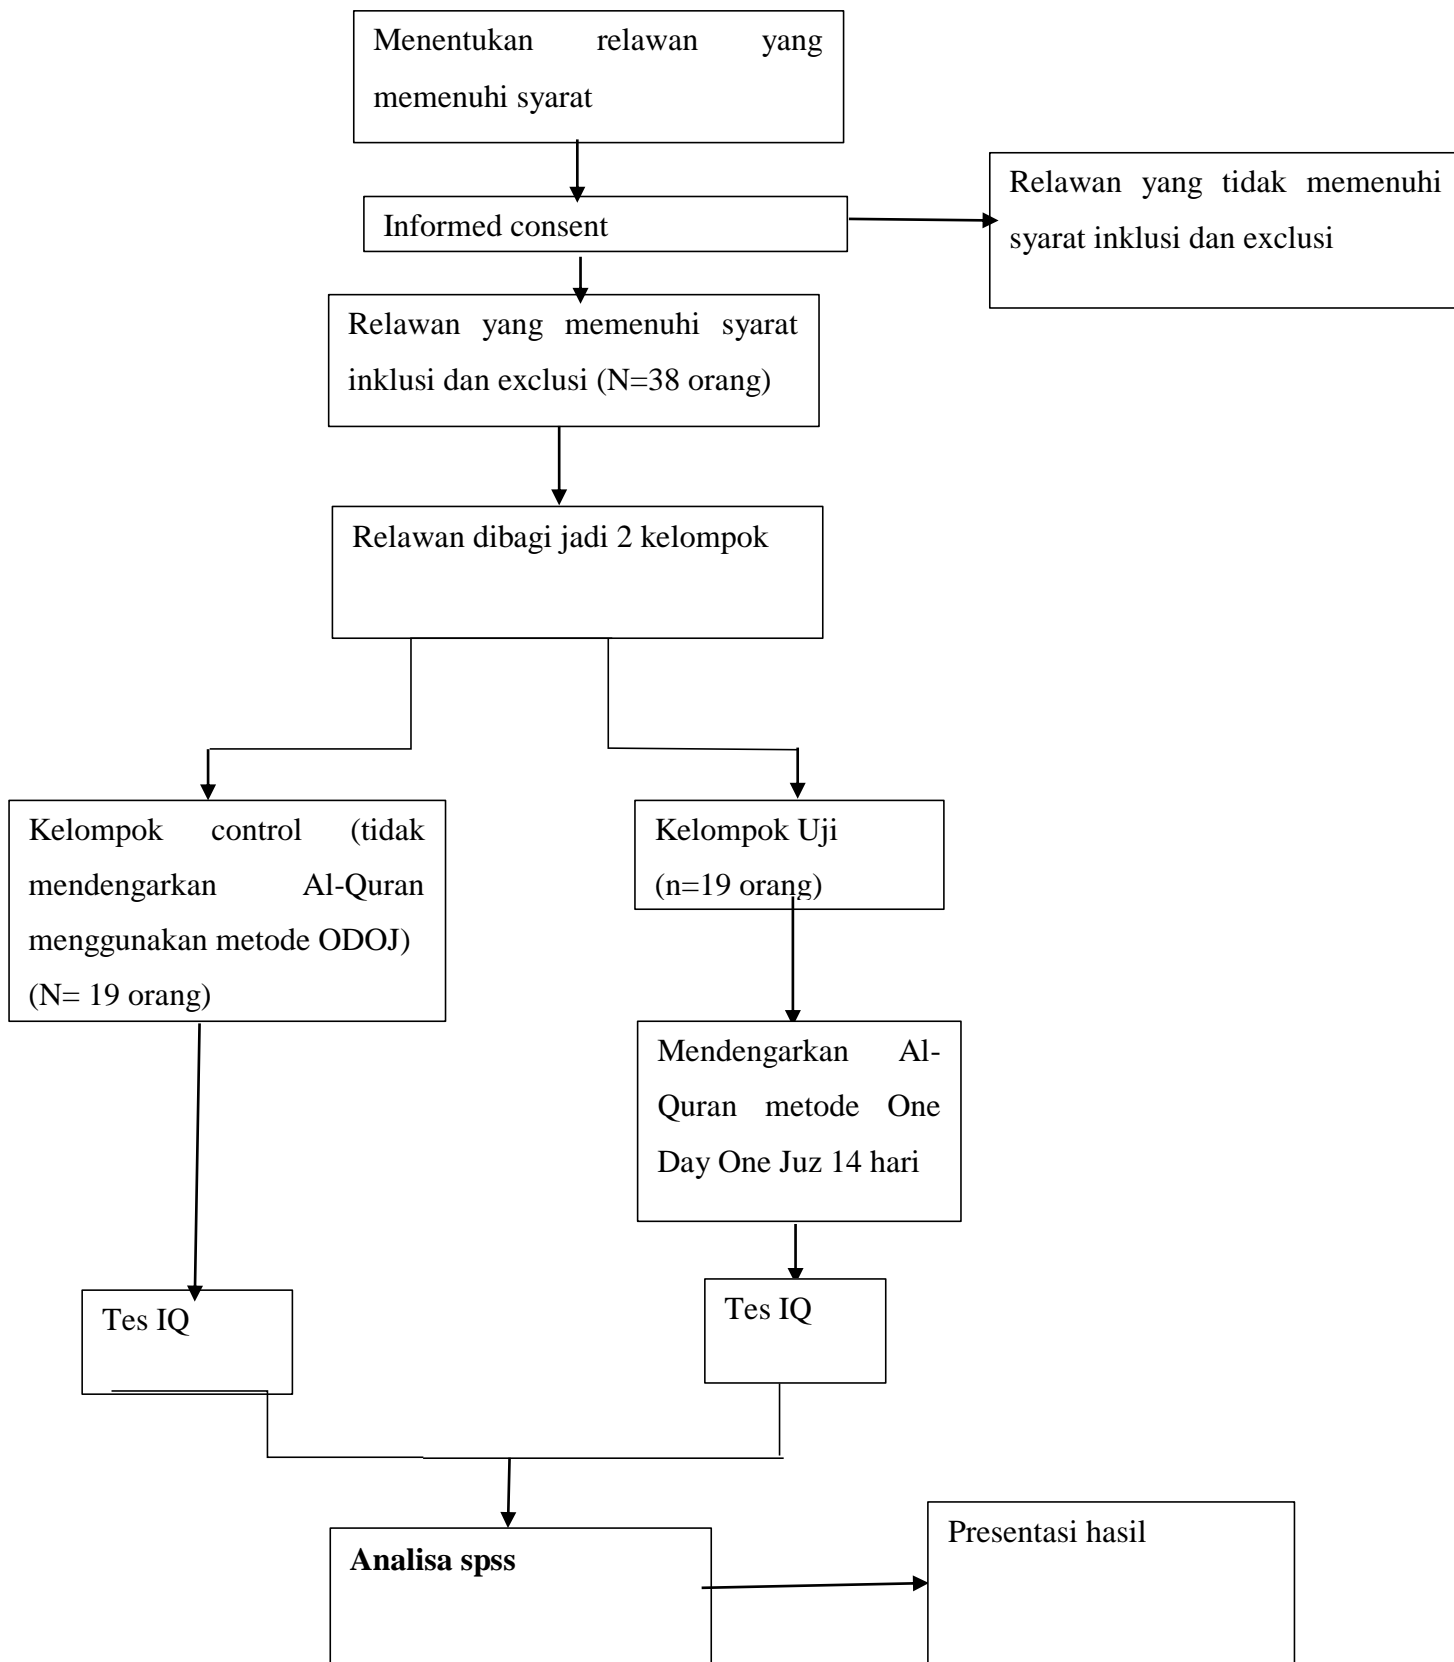 Menentukan relawan yang
memenuhi syarat
Informed consent
Relawan yang tidak memenuhi
syarat inklusi dan exclusi
Relawan yang memenuhi syarat
inklusi dan exclusi (N=38 orang)
Relawan dibagi jadi 2 kelompok
Kelompok control (tidak
mendengarkan Al-Quran
menggunakan metode ODOJ)
(N= 19 orang)
Kelompok Uji
(n=19 orang)
Mendengarkan Al-
Quran metode One
Day One Juz 14 hari
Tes IQ
Tes IQ
Analisa spss
Presentasi hasil